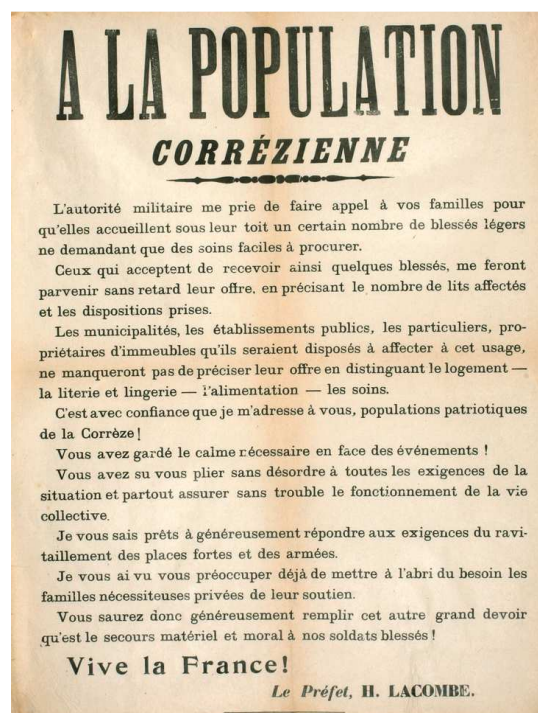 A LA POPULATION
CORRÉZIENNE
L'autorité militaire me prie de faire appel à vos familles pour
qu'elles accueillent sous leur toit un certain nombre de blessés légers
ne demandant que des soins faciles à procurer.
Ceux qui acceptent de recevoir ainsi quelques blessés, me feront
parvenir sans retard leur offre, en précisant le nombre de lits affectés
et les dispositions prises.
Les municipalités, les établissements publics, les particuliers, pro-
priétaires d'immeubles qu'ils seraient disposés à affecter à cet usage,
ne manqueront pas de préciser leur offre en distinguant le logement —
la literie et lingerie — l'alimentation — les soins.
C'est avec confiance que je m'adresse à vous, populations patriotiques
de la Corrèze !
Vous avez gardé le calme nécessaire en face des événements !
Vous avez su vous plier sans désordre à toutes les exigences de la
situation et partout assurer sans trouble le fonctionnement de la vie
collective.
Je vous sais prêts à généreusement répondre aux exigences du ravi-
taillement des places fortes et des armées.
Je vous ai vu vous préoccuper déjà de mettre à l'abri du besoin les
familles nécessiteuses privées de leur soutien.
Vous saurez donc généreusement remplir cet autre grand devoir
qu'est le secours matériel et moral à nos soldats blessés !
Vive la France !
Le Préfet, H. LACOMBE.